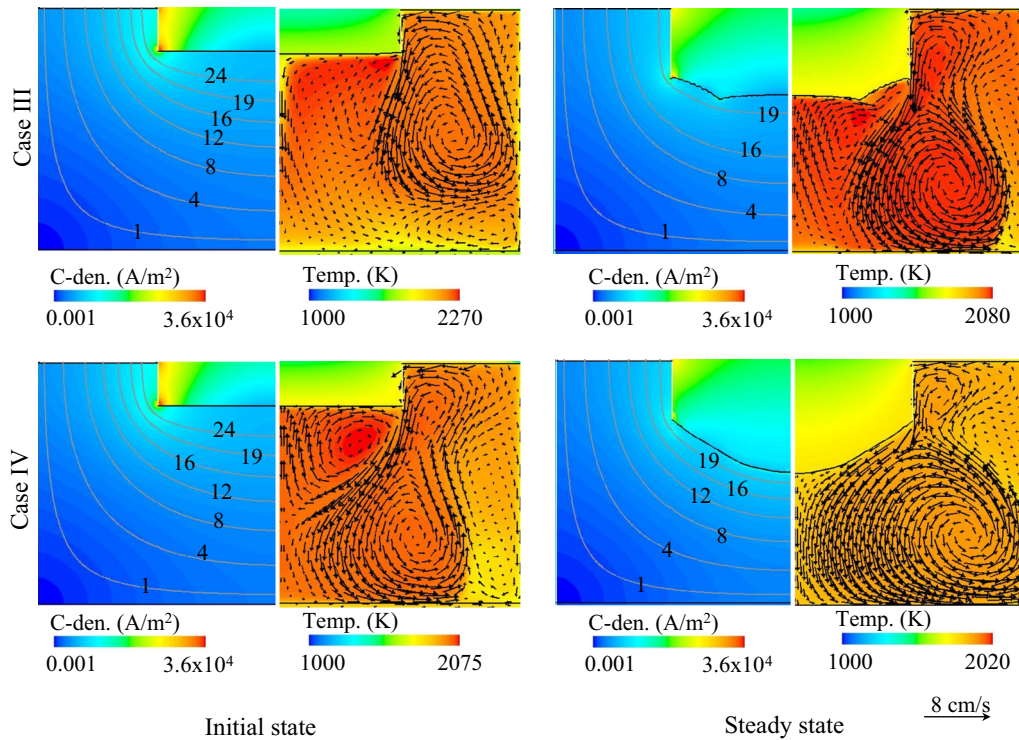 Case III
24
19
16
12
8
4
1
19
16
8
4
1
C-den. (A/m²)
0.001 3.6x10⁴
Temp. (K)
1000 2270
C-den. (A/m²)
0.001 3.6x10⁴
Temp. (K)
1000 2080
Case IV
24
19
16
12
8
4
1
19
16
12
8
4
1
C-den. (A/m²)
0.001 3.6x10⁴
Temp. (K)
1000 2075
C-den. (A/m²)
0.001 3.6x10⁴
Temp. (K)
1000 2020
8 cm/s
Initial state
Steady state